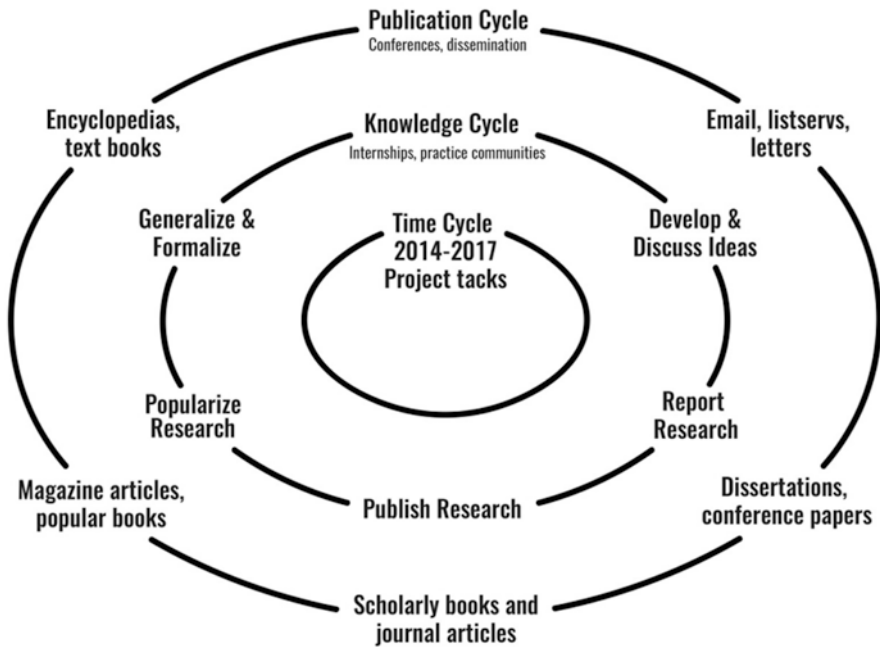 Publication Cycle
Conferences, dissemination
Encyclopedias,
text books
Email, listservs,
letters
Knowledge Cycle
Internships, practice communities
Generalize &
Formalize
Develop &
Discuss Ideas
Time Cycle
2014-2017
Project tacks
Popularize
Research
Report
Research
Publish Research
Magazine articles,
popular books
Dissertations,
conference papers
Scholarly books and
journal articles